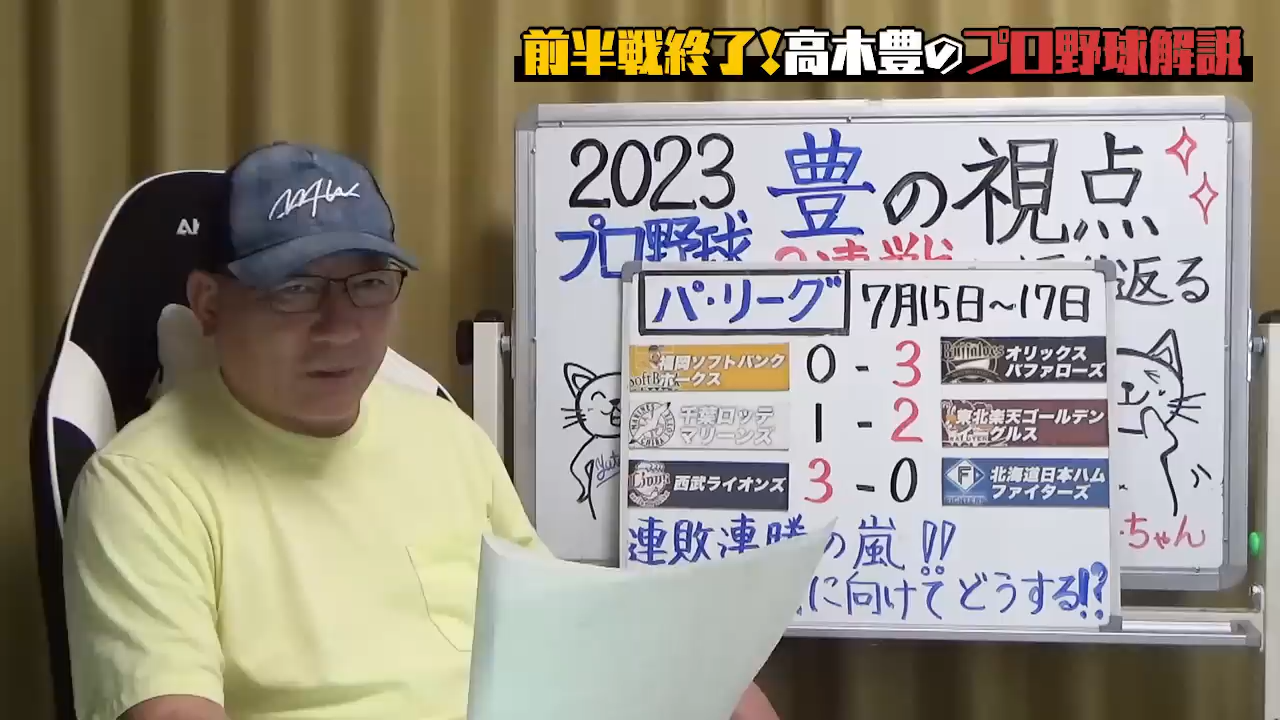 前半戦終了!高木豊のプロ野球解説
2023 豊の視点
プロ野球
返る
パ・リーグ 7月15日~17日
福岡ソフトバンク
ホークス
0 - 3
Buffaloes
オリックス
バファローズ
千葉ロッテ
マリーンズ
1 - 2
東北楽天ゴールデン
イーグルス
Lions
西武ライオンズ
3 - 0
F
FIGHTERS
北海道日本ハム
ファイターズ
連敗連勝の嵐!!
に向けてどうする!?
ちゃん